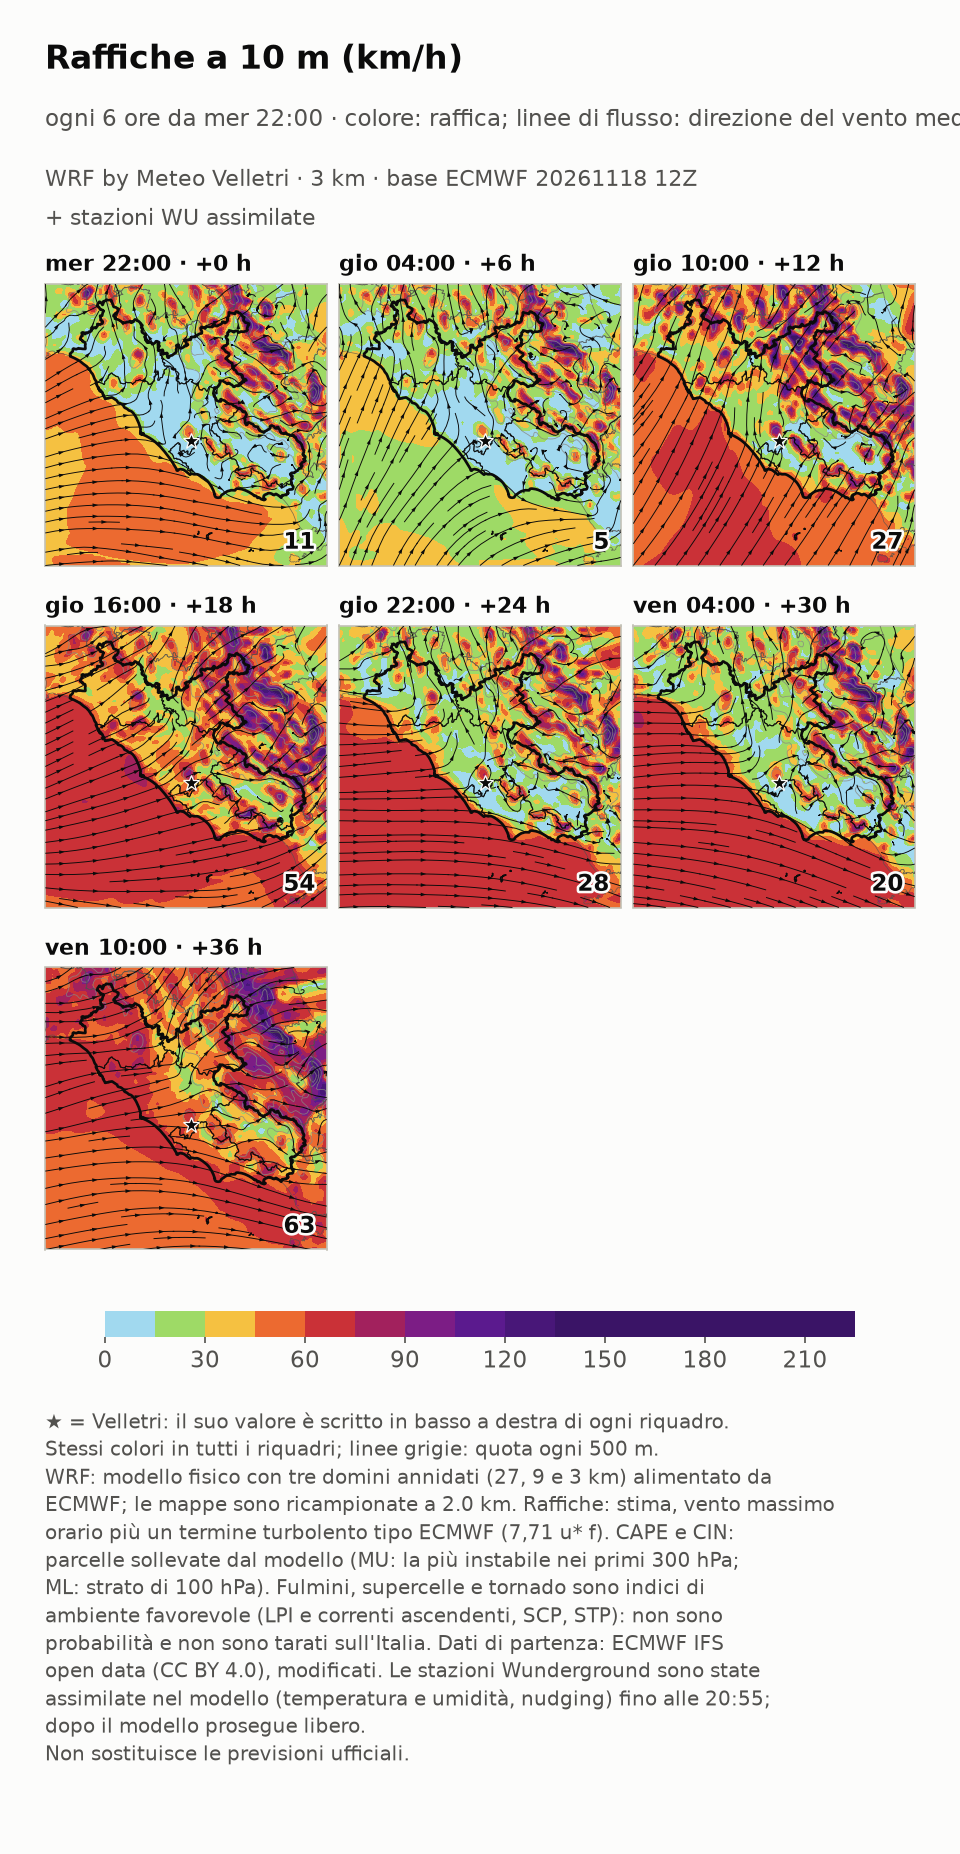 Raffiche a 10 m (km/h)
ogni 6 ore da mer 22:00 · colore: raffica; linee di flusso: direzione del vento
WRF by Meteo Velletri · 3 km · base ECMWF 20261118 12Z
+ stazioni WU assimilate
mer 22:00 · +0 h
gio 04:00 · +6 h
gio 10:00 · +12 h
11
5
27
gio 16:00 · +18 h
gio 22:00 · +24 h
ven 04:00 · +30 h
54
28
20
ven 10:00 · +36 h
63
0 30 60 90 120 150 180 210
★ = Velletri: il suo valore è scritto in basso a destra di ogni riquadro.
Stessi colori in tutti i riquadri; linee grigie: quota ogni 500 m.
WRF: modello fisico con tre domini annidati (27, 9 e 3 km) alimentato da
ECMWF; le mappe sono ricampionate a 2.0 km. Raffiche: stima, vento massimo
orario più un termine turbolento tipo ECMWF (7,71 u* f). CAPE e CIN:
parcelle sollevate dal modello (MU: la più instabile nei primi 300 hPa;
ML: strato di 100 hPa). Fulmini, supercelle e tornado sono indici di
ambiente favorevole (LPI e correnti ascendenti, SCP, STP): non sono
probabilità e non sono tarati sull'Italia. Dati di partenza: ECMWF IFS
open data (CC BY 4.0), modificati. Le stazioni Wunderground sono state
assimilate nel modello (temperatura e umidità, nudging) fino alle 20:55;
dopo il modello prosegue libero.
Non sostituisce le previsioni ufficiali.